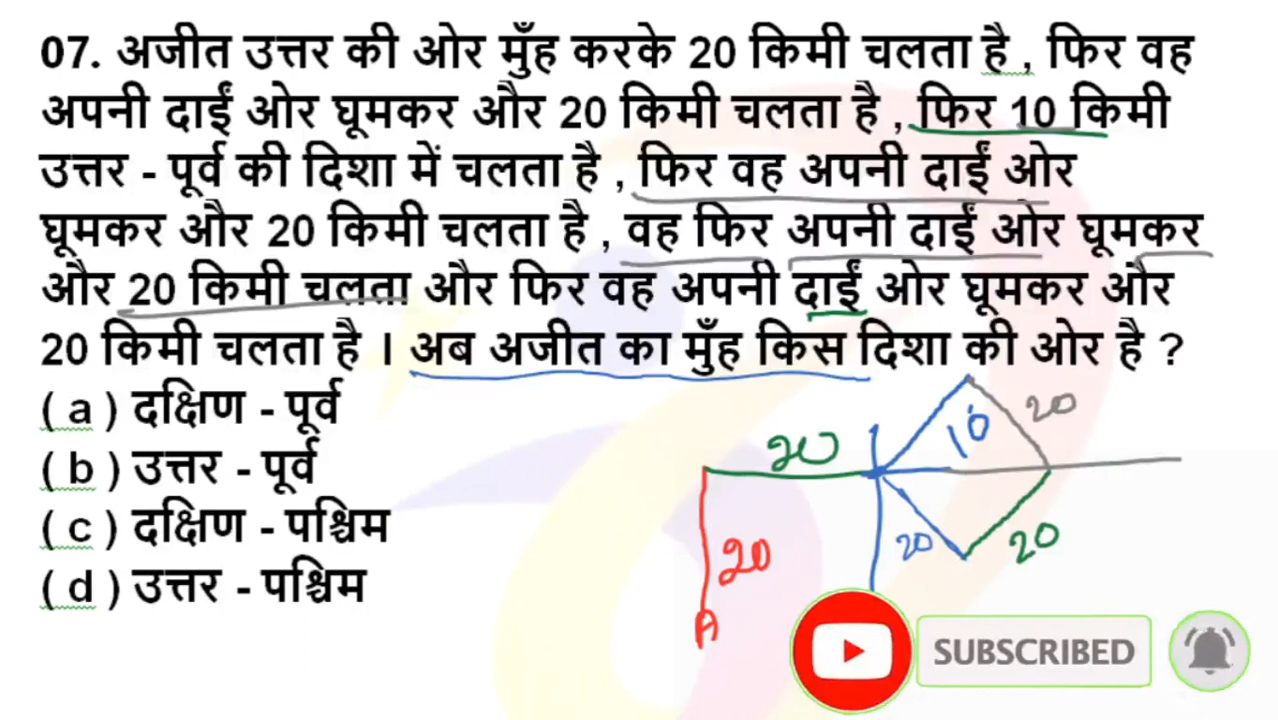 07. अजीत उत्तर की ओर मुँह करके 20 किमी चलता है , फिर वह
अपनी दाईं ओर घूमकर और 20 किमी चलता है , फिर 10 किमी
उत्तर - पूर्व की दिशा में चलता है , फिर वह अपनी दाईं ओर
घूमकर और 20 किमी चलता है , वह फिर अपनी दाईं ओर घूमकर
और 20 किमी चलता और फिर वह अपनी दाईं ओर घूमकर और
20 किमी चलता है । अब अजीत का मुँह किस दिशा की ओर है ?
( a ) दक्षिण - पूर्व
( b ) उत्तर - पूर्व
( c ) दक्षिण - पश्चिम
( d ) उत्तर - पश्चिम
20
10
20
20
20
20
A
SUBSCRIBED